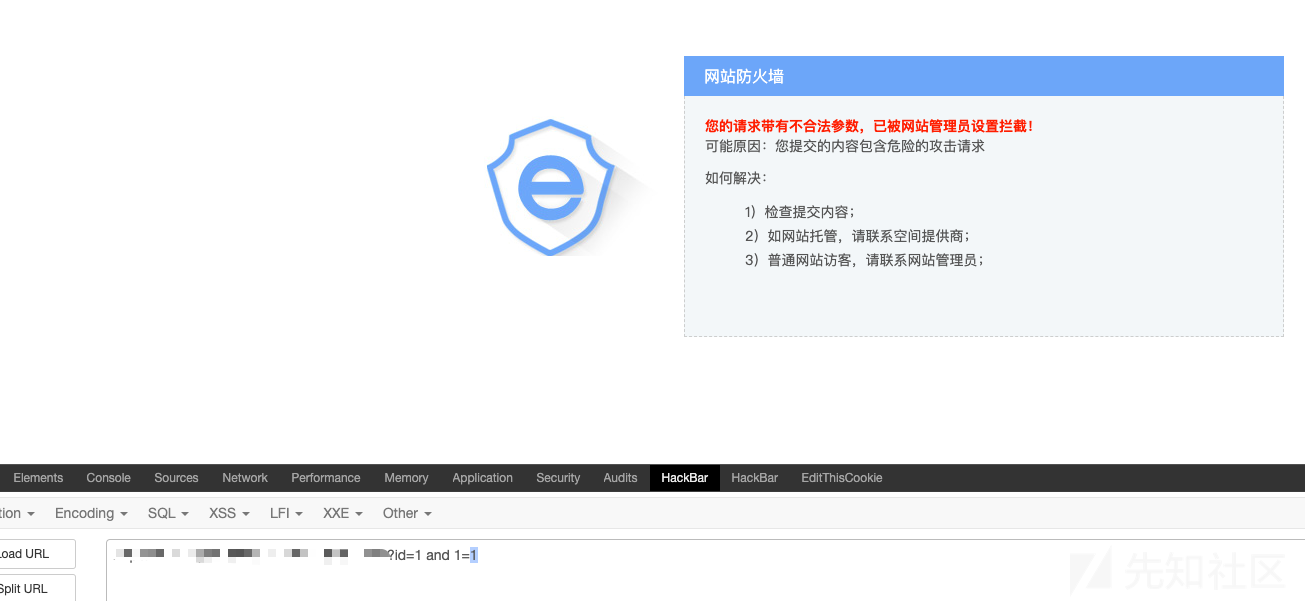 网站防火墙
您的请求带有不合法参数，已被网站管理员设置拦截！
可能原因：您提交的内容包含危险的攻击请求
如何解决：
1）检查提交内容；
2）如网站托管，请联系空间提供商；
3）普通网站访客，请联系网站管理员；
Elements Console Sources Network Performance Memory Application Security Audits HackBar HackBar EditThisCookie
tion Encoding SQL XSS LFI XXE Other
oad URL
?id=1 and 1=1
Split URL
先知社区